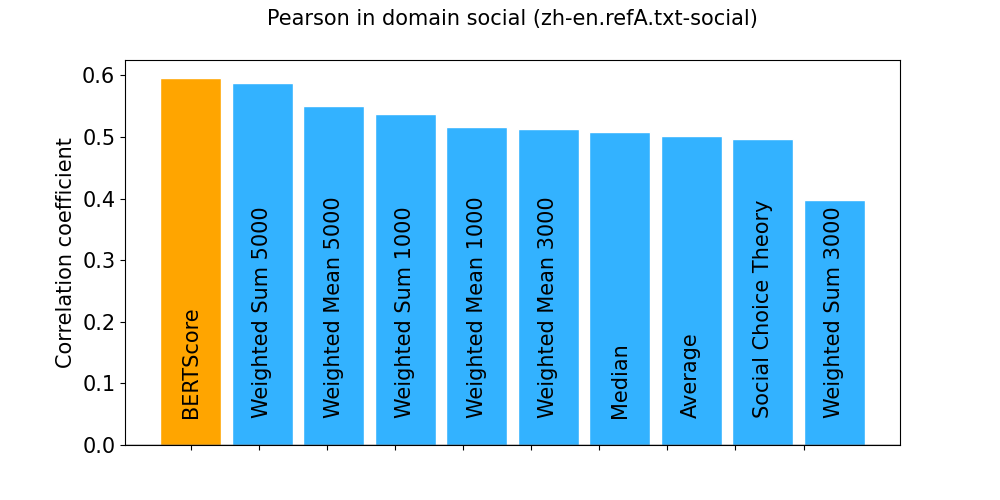 Pearson in domain social (zh-en.refA.txt-social)
Correlation coefficient
0.6
0.5
0.4
0.3
0.2
0.1
0.0
BERTScore
Weighted Sum 5000
Weighted Mean 5000
Weighted Sum 1000
Weighted Mean 1000
Weighted Mean 3000
Median
Average
Social Choice Theory
Weighted Sum 3000